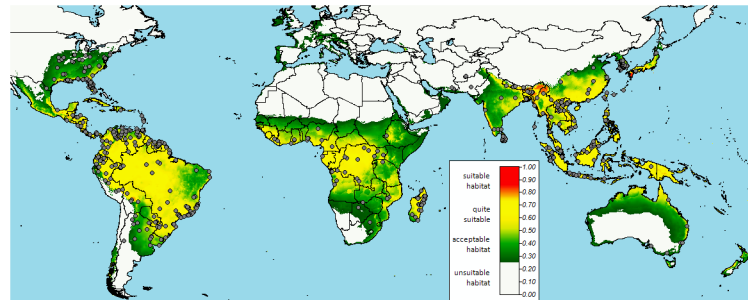 suitable
habitat
quite
suitable
acceptable
habitat
unsuitable
habitat
1.00
0.90
0.80
0.70
0.60
0.50
0.40
0.30
0.20
0.10
0.00